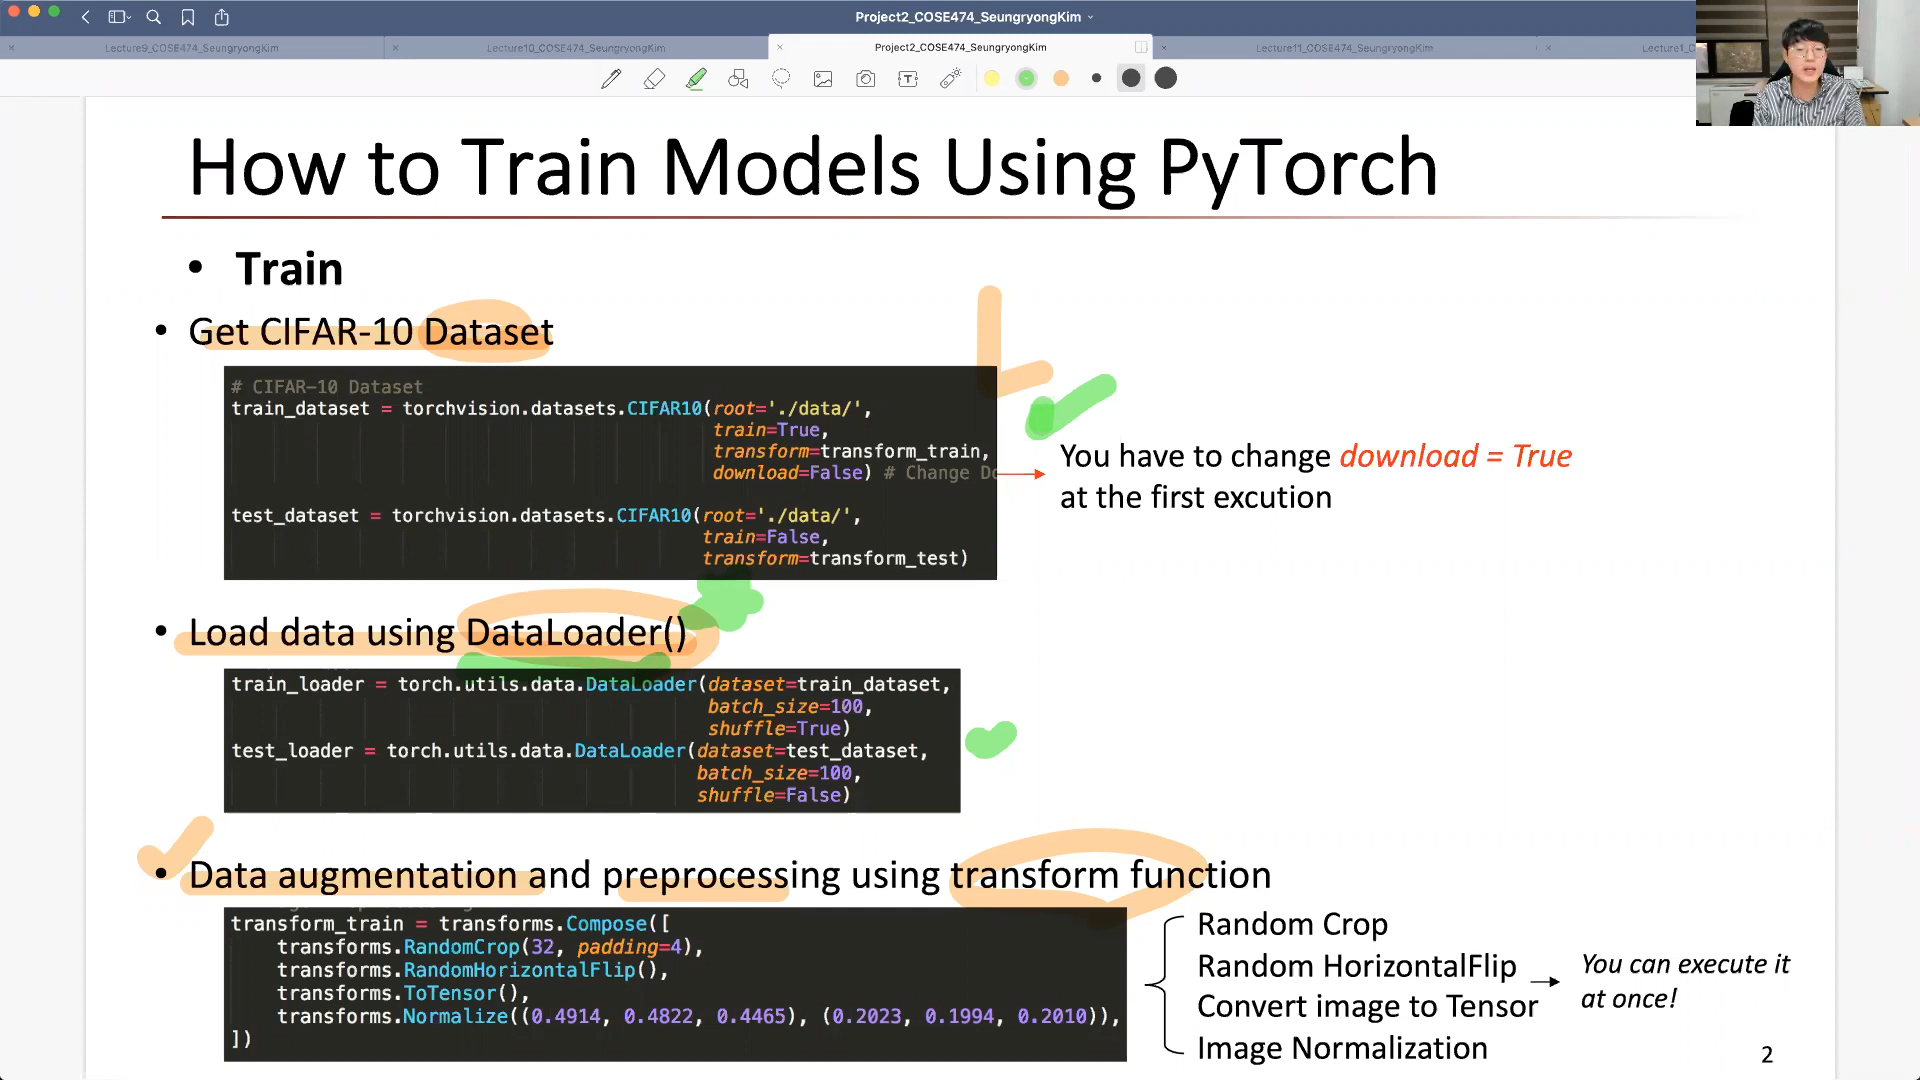 Project2_COSE474_SeungryongKim
Lecture9_COSE474_SeungryongKim
Lecture10_COSE474_SeungryongKim
Project2_COSE474_SeungryongKim
Lecture11_COSE474_SeungryongKim
Lecture1_C
How to Train Models Using PyTorch
• Train
• Get CIFAR-10 Dataset
# CIFAR-10 Dataset
train_dataset = torchvision.datasets.CIFAR10(root='./data/',
train=True,
transform=transform_train,
download=False) # Change Do
test_dataset = torchvision.datasets.CIFAR10(root='./data/',
train=False,
transform=transform_test)
You have to change download = True
at the first excution
• Load data using DataLoader()
train_loader = torch.utils.data.DataLoader(dataset=train_dataset,
batch_size=100,
shuffle=True)
test_loader = torch.utils.data.DataLoader(dataset=test_dataset,
batch_size=100,
shuffle=False)
• Data augmentation and preprocessing using transform function
transform_train = transforms.Compose([
transforms.RandomCrop(32, padding=4),
transforms.RandomHorizontalFlip(),
transforms.ToTensor(),
transforms.Normalize((0.4914, 0.4822, 0.4465), (0.2023, 0.1994, 0.2010)),
])
Random Crop
Random HorizontalFlip
Convert image to Tensor
Image Normalization
You can execute it
at once!
2